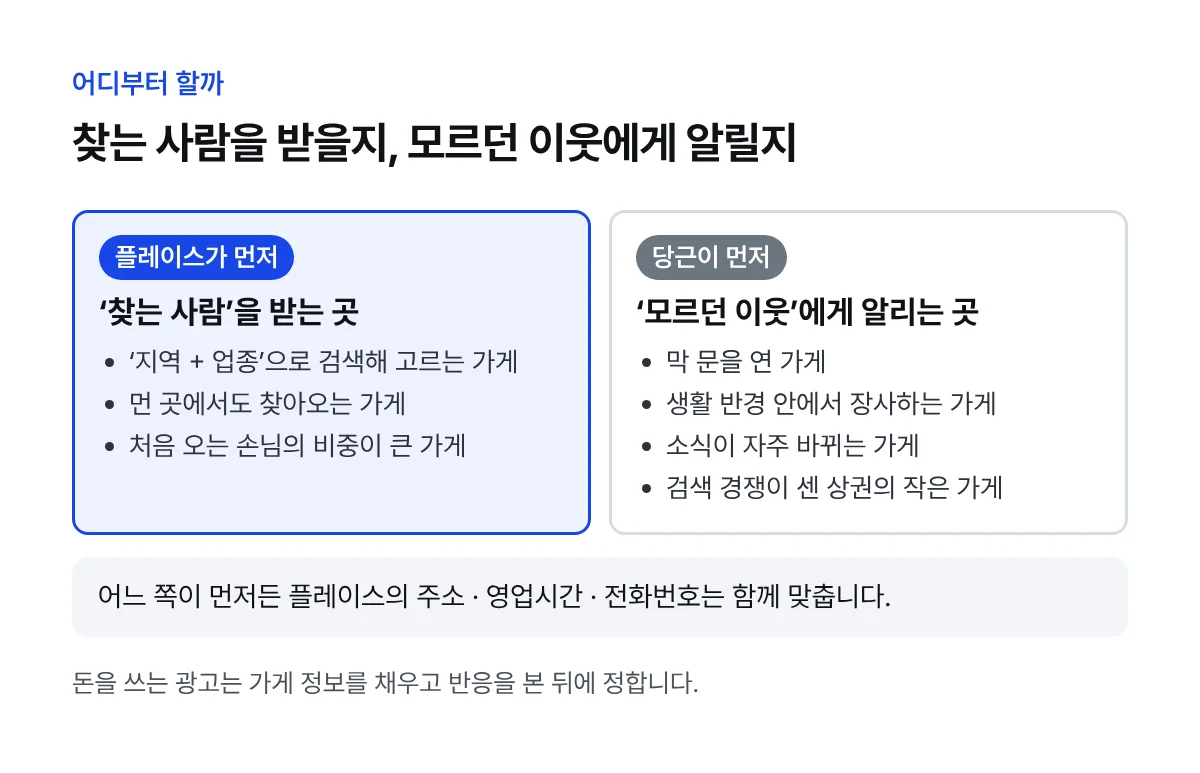 어디부터 할까
찾는 사람을 받을지, 모르던 이웃에게 알릴지
플레이스가 먼저
‘찾는 사람’을 받는 곳
• ‘지역 + 업종’으로 검색해 고르는 가게
• 먼 곳에서도 찾아오는 가게
• 처음 오는 손님의 비중이 큰 가게
당근이 먼저
‘모르던 이웃’에게 알리는 곳
• 막 문을 연 가게
• 생활 반경 안에서 장사하는 가게
• 소식이 자주 바뀌는 가게
• 검색 경쟁이 센 상권의 작은 가게
어느 쪽이 먼저든 플레이스의 주소 · 영업시간 · 전화번호는 함께 맞춥니다.
돈을 쓰는 광고는 가게 정보를 채우고 반응을 본 뒤에 정합니다.